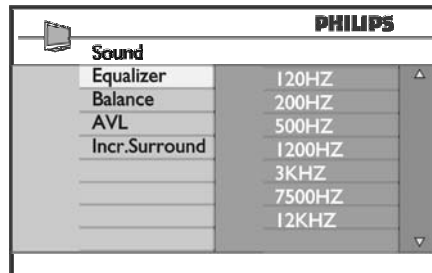 PHILIPS
Sound
Equalizer
Balance
AVL
Incr.Surround
120HZ
200HZ
500HZ
1200HZ
3KHZ
7500HZ
12KHZ